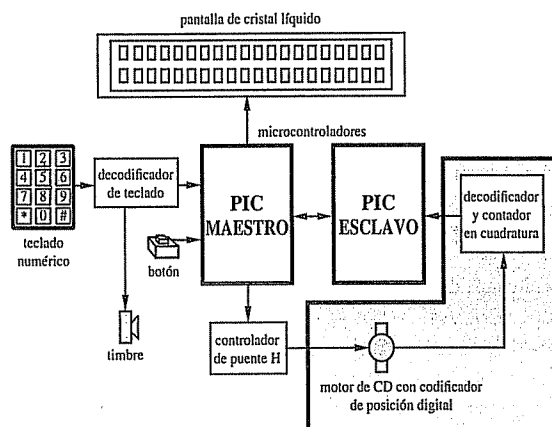 pantalla de cristal líquido
microcontroladores
1 2 3
4 5 6
7 8 9
* 0 #
teclado
numérico
decodificador
de teclado
botón
timbre
PIC
MAESTRO
PIC
ESCLAVO
decodificador
y contador
en cuadratura
controlador
de puente H
motor de CD con codificador
de posición digital